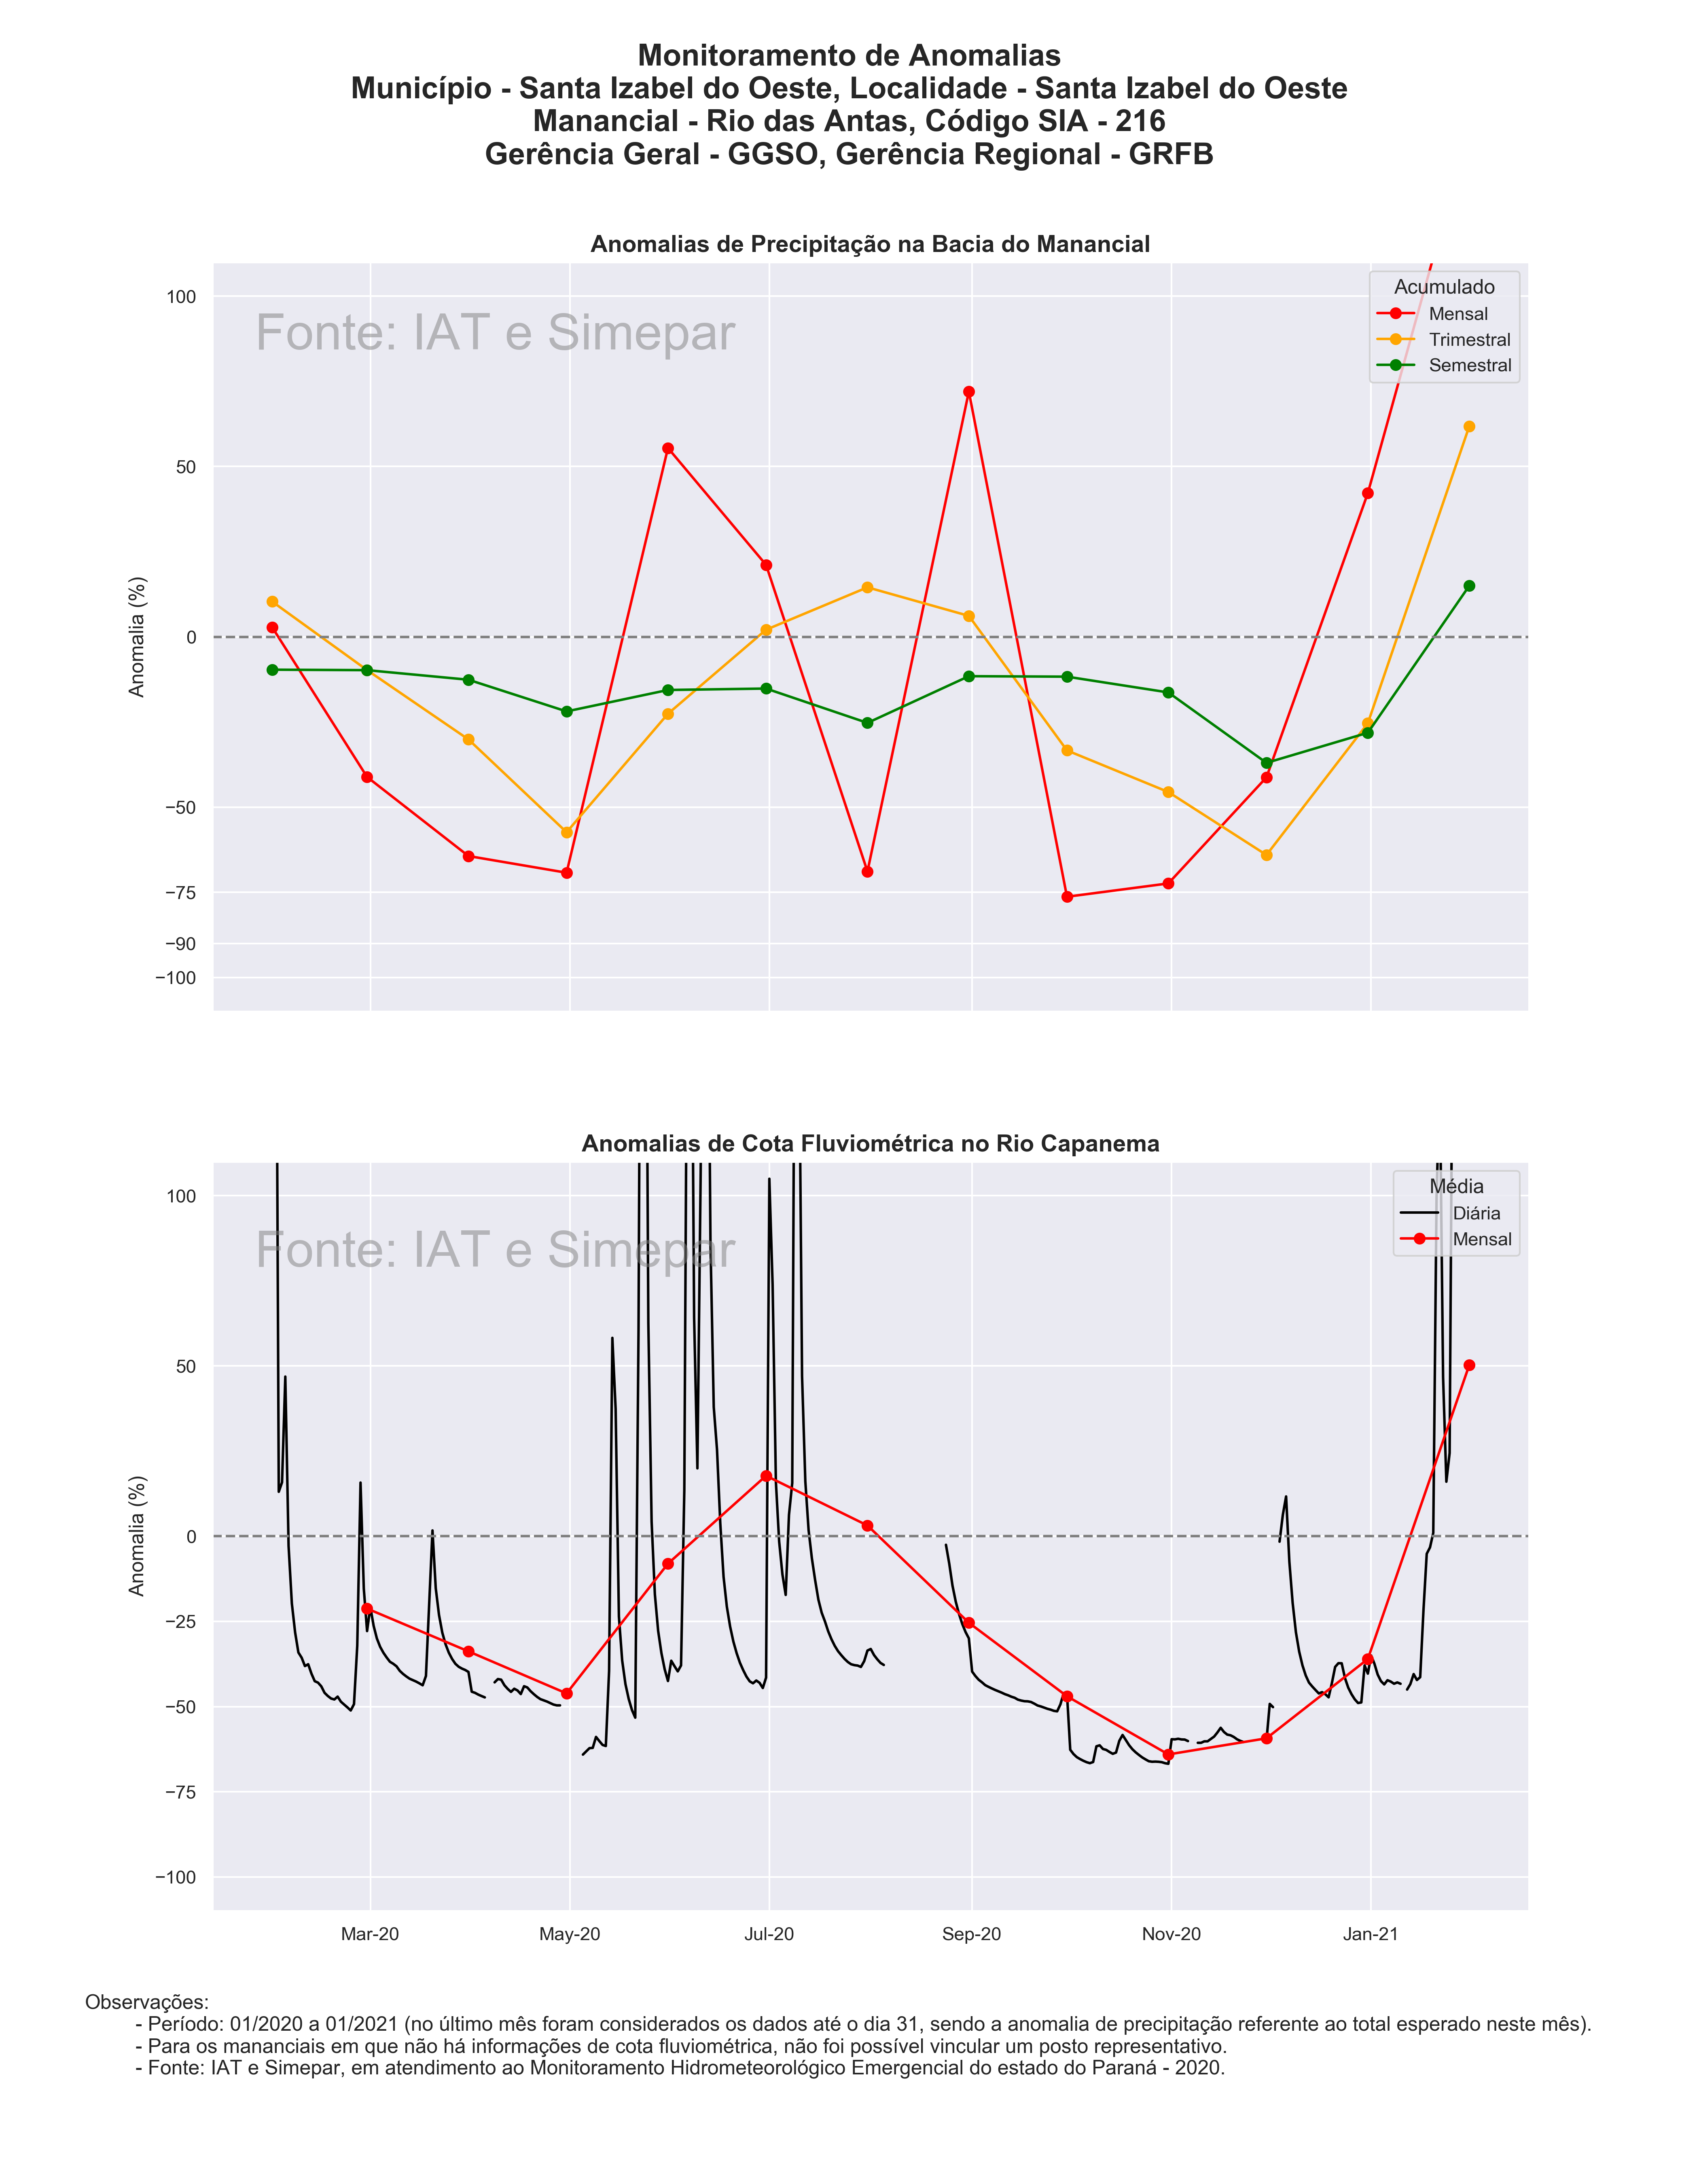 Monitoramento de Anomalias
Município - Santa Izabel do Oeste, Localidade - Santa Izabel do Oeste
Manancial - Rio das Antas, Código SIA - 216
Gerência Geral - GGSO, Gerência Regional - GRFB
Anomalias de Precipitação na Bacia do Manancial
Fonte: IAT e Simepar
Acumulado
Mensal
Trimestral
Semestral
Anomalia (%)
100
50
0
−50
−75
−90
−100
Anomalias de Cota Fluviométrica no Rio Capanema
Fonte: IAT e Simepar
Média
Diária
Mensal
Anomalia (%)
100
50
0
−25
−50
−75
−100
Mar-20 May-20 Jul-20 Sep-20 Nov-20 Jan-21
Observações:
- Período: 01/2020 a 01/2021 (no último mês foram considerados os dados até o dia 31, sendo a anomalia de precipitação referente ao total esperado neste mês).
- Para os mananciais em que não há informações de cota fluviométrica, não foi possível vincular um posto representativo.
- Fonte: IAT e Simepar, em atendimento ao Monitoramento Hidrometeorológico Emergencial do estado do Paraná - 2020.